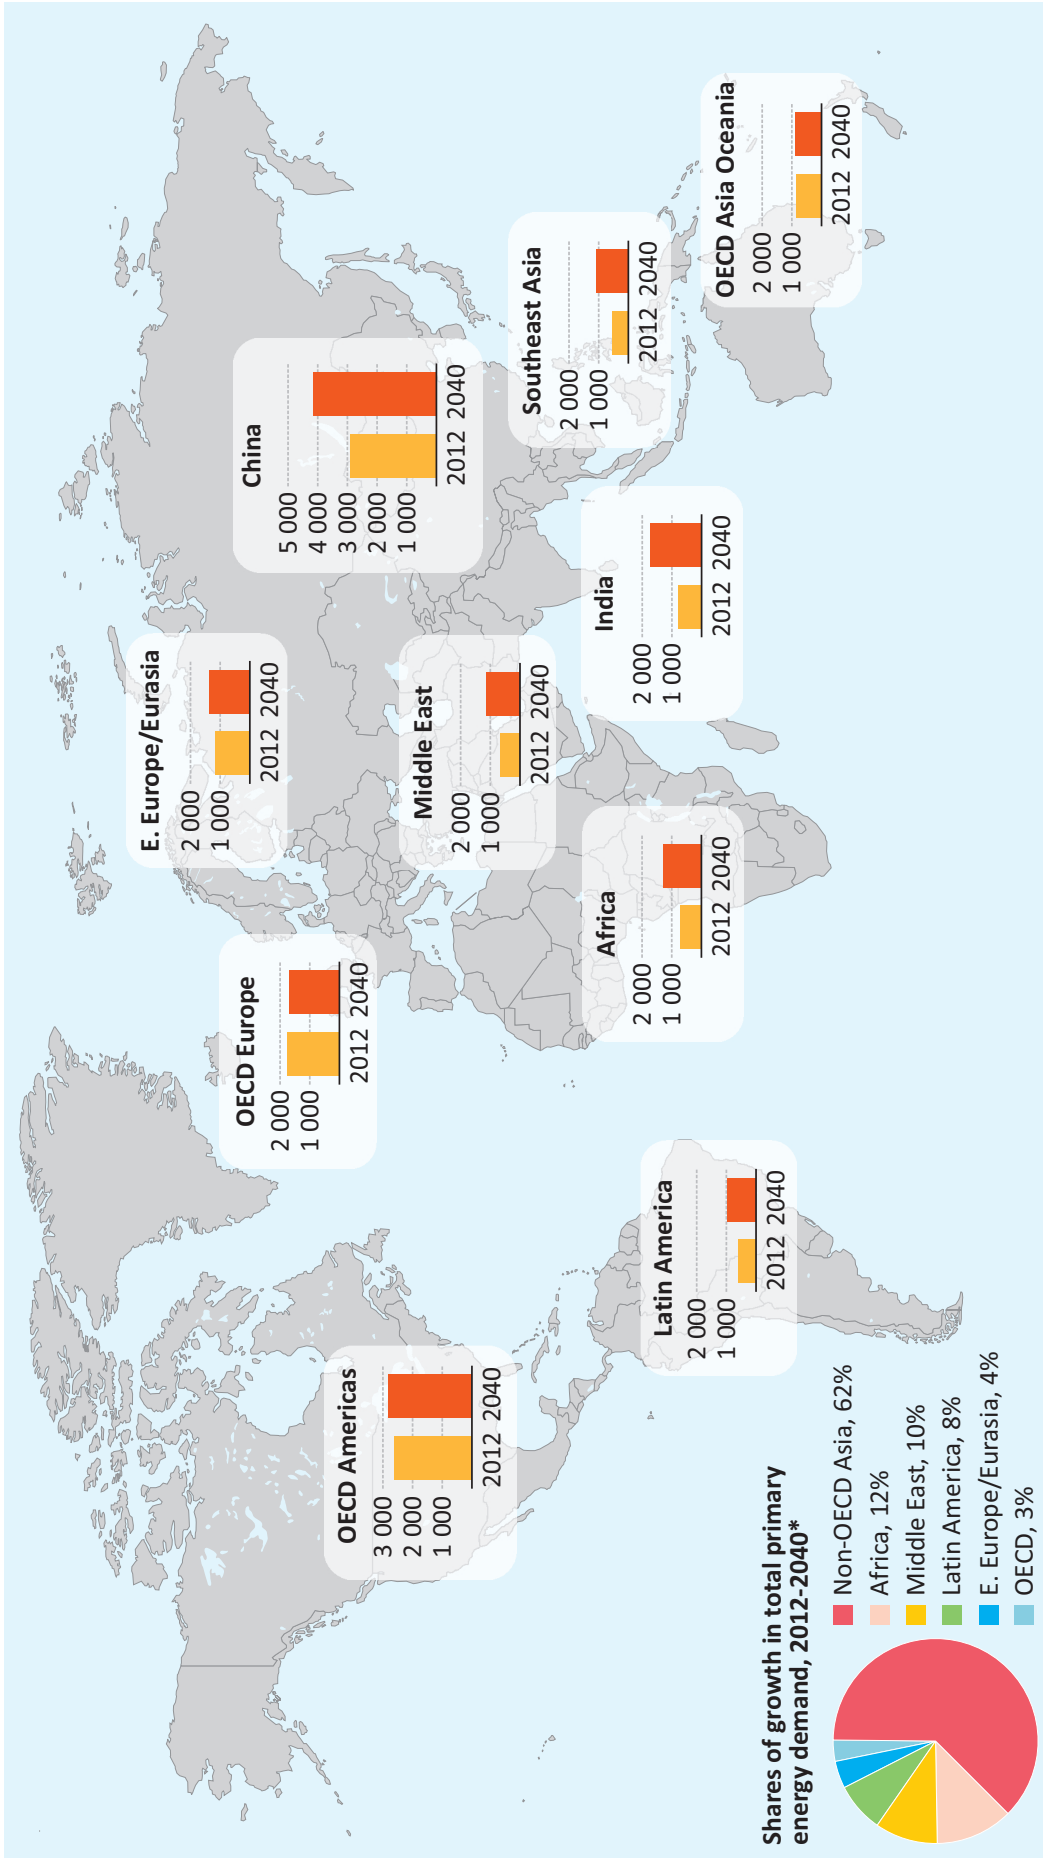 E. Europe/Eurasia
2 000
1 000
2012 2040
OECD Europe
2 000
1 000
2012 2040
China
5 000
4 000
3 000
2 000
1 000
2012 2040
OECD Americas
3 000
2 000
1 000
2012 2040
Middle East
2 000
1 000
2012 2040
Southeast Asia
2 000
1 000
2012 2040
Africa
2 000
1 000
2012 2040
India
2 000
1 000
2012 2040
Latin America
2 000
1 000
2012 2040
OECD Asia Oceania
2 000
1 000
2012 2040
Shares of growth in total primary
energy demand, 2012-2040*
Non-OECD Asia, 62%
Africa, 12%
Middle East, 10%
Latin America, 8%
E. Europe/Eurasia, 4%
OECD, 3%